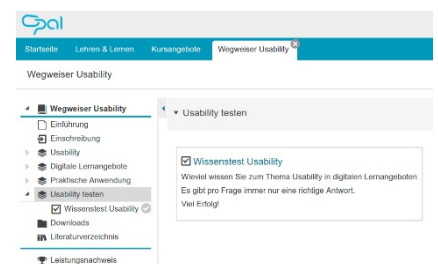 Opal
Startseite Lehren & Lernen Kursangebote Wegweiser Usability
Wegweiser Usability
Wegweiser Usability
Einführung
Einschreibung
Usability
Digitale Lernangebote
Praktische Anwendung
Usability testen
Wissenstest Usability
Downloads
Literaturverzeichnis
Leistungsnachweis
Usability testen
Wissenstest Usability
Wieviel wissen Sie zum Thema Usability in digitalen Lernangeboten
Es gibt pro Frage immer nur eine richtige Antwort.
Viel Erfolg!